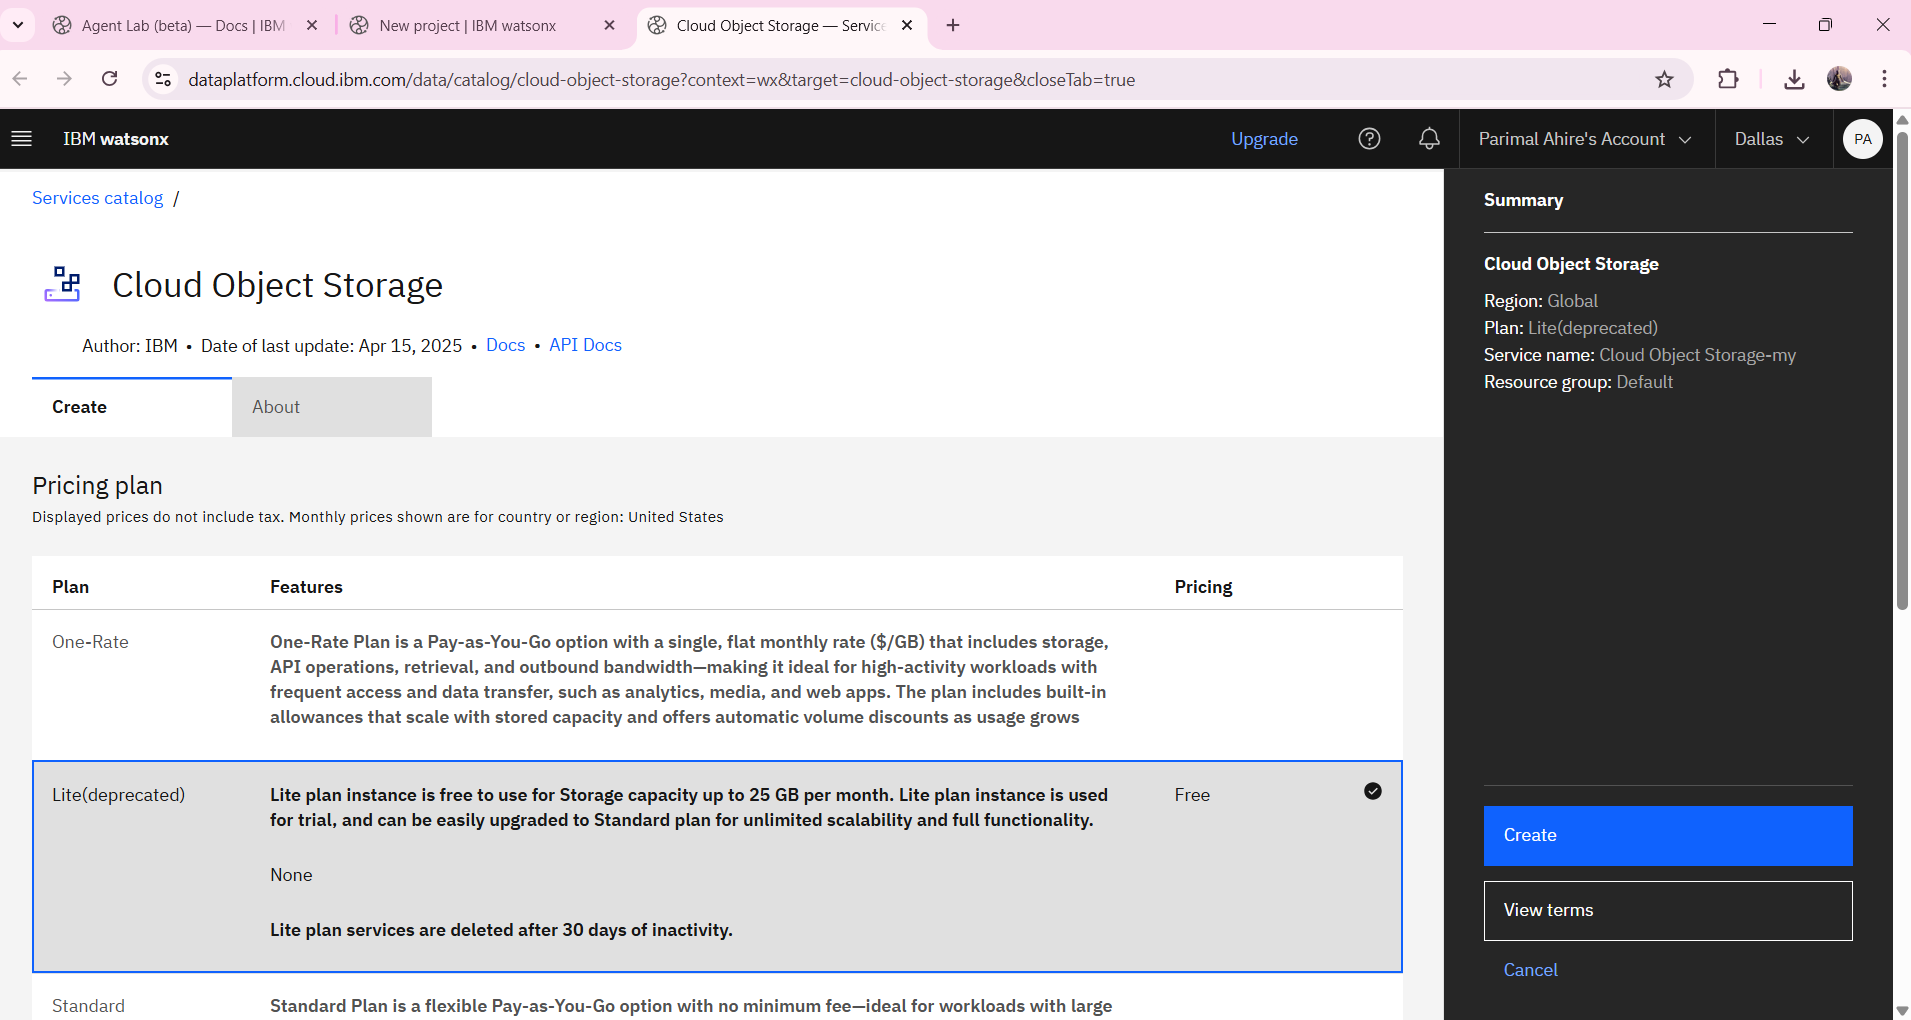 Agent Lab (beta) — Docs | IBM
New project | IBM watsonx
Cloud Object Storage — Service
dataplatform.cloud.ibm.com/data/catalog/cloud-object-storage?context=wx&target=cloud-object-storage&closeTab=true
IBM watsonx
Upgrade
Parimal Ahire's Account
Dallas
PA
Services catalog /
Cloud Object Storage
Author: IBM • Date of last update: Apr 15, 2025 • Docs • API Docs
Create
About
Pricing plan
Displayed prices do not include tax. Monthly prices shown are for country or region: United States
Plan Features Pricing
One-Rate
One-Rate Plan is a Pay-as-You-Go option with a single, flat monthly rate ($/GB) that includes storage,
API operations, retrieval, and outbound bandwidth—making it ideal for high-activity workloads with
frequent access and data transfer, such as analytics, media, and web apps. The plan includes built-in
allowances that scale with stored capacity and offers automatic volume discounts as usage grows
Lite(deprecated)
Lite plan instance is free to use for Storage capacity up to 25 GB per month. Lite plan instance is used
for trial, and can be easily upgraded to Standard plan for unlimited scalability and full functionality.
None
Lite plan services are deleted after 30 days of inactivity.
Free
Standard
Standard Plan is a flexible Pay-as-You-Go option with no minimum fee—ideal for workloads with large
Summary
Cloud Object Storage
Region: Global
Plan: Lite(deprecated)
Service name: Cloud Object Storage-my
Resource group: Default
Create
View terms
Cancel